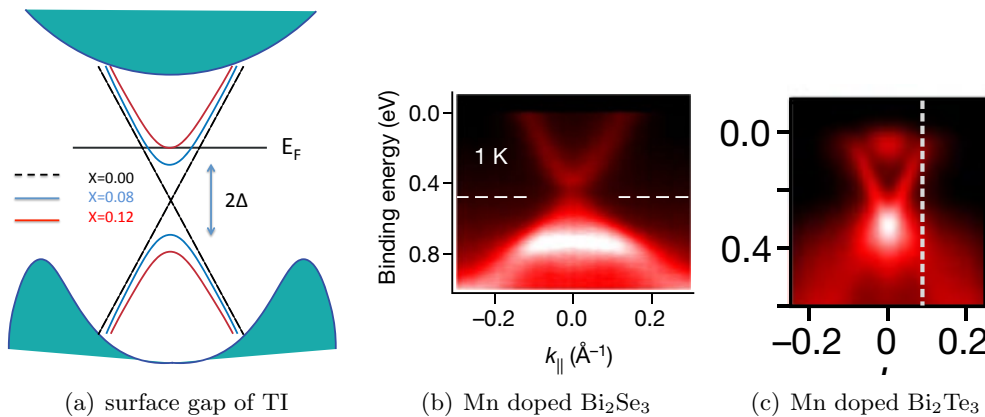 E_F
X=0.00
X=0.08
X=0.12
2Δ
(a) surface gap of TI
Binding energy (eV)
0.0
0.4
0.8
1 K
−0.2
0.0
0.2
k∥ (Å⁻¹)
(b) Mn doped Bi₂Se₃
0.0
0.4
−0.2
0
0.2
(c) Mn doped Bi₂Te₃